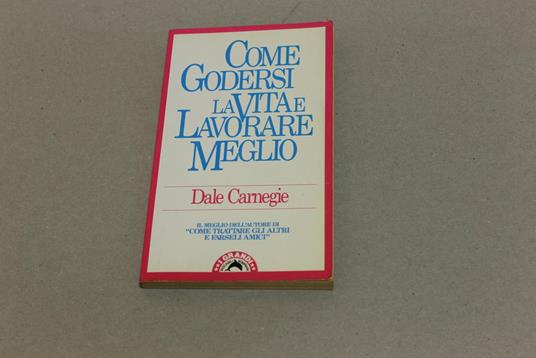 COME
GODERSI
LA VITA E
LAVORARE
MEGLIO
Dale Carnegie
IL MEGLIO DELL'AUTORE DI
"COME TRATTARE GLI ALTRI
E FARSELI AMICI"
I GRANDI